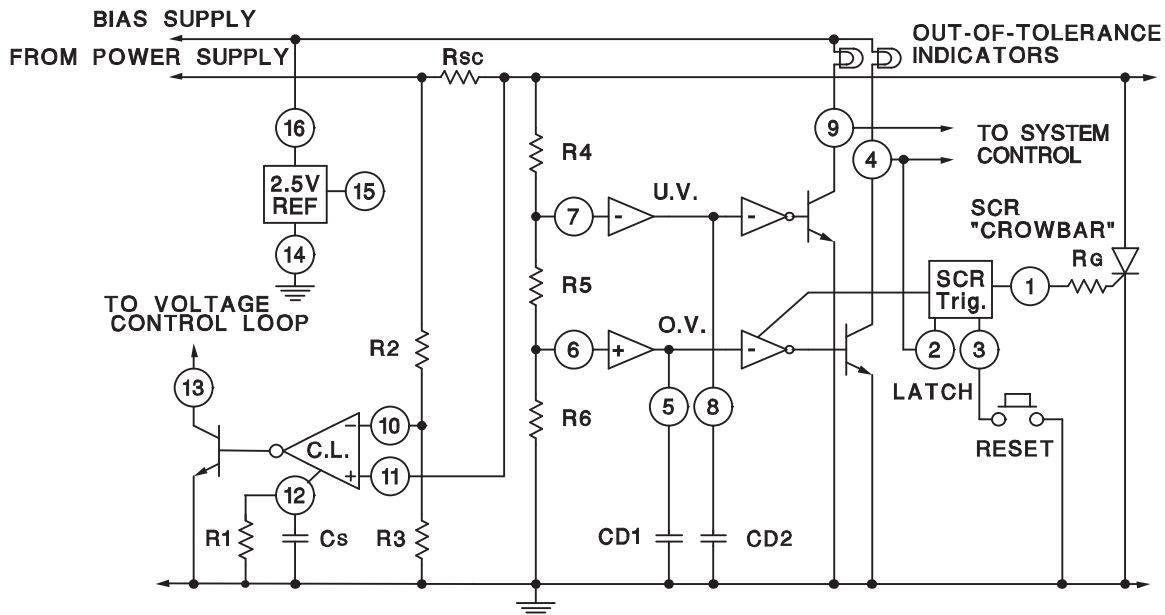 BIAS SUPPLY
FROM POWER SUPPLY
RSC
OUT-OF-TOLERANCE
INDICATORS
16
9
TO SYSTEM
CONTROL
4
R4
2.5V
REF
15
U.V.
7
-
-
SCR
"CROWBAR"
14
R5
SCR
Trig.
1
RG
TO VOLTAGE
CONTROL LOOP
O.V.
R2
6
+
-
2
3
LATCH
13
5
8
R6
RESET
10
-
C.L.
+
11
12
R1
Cs
R3
CD1
CD2